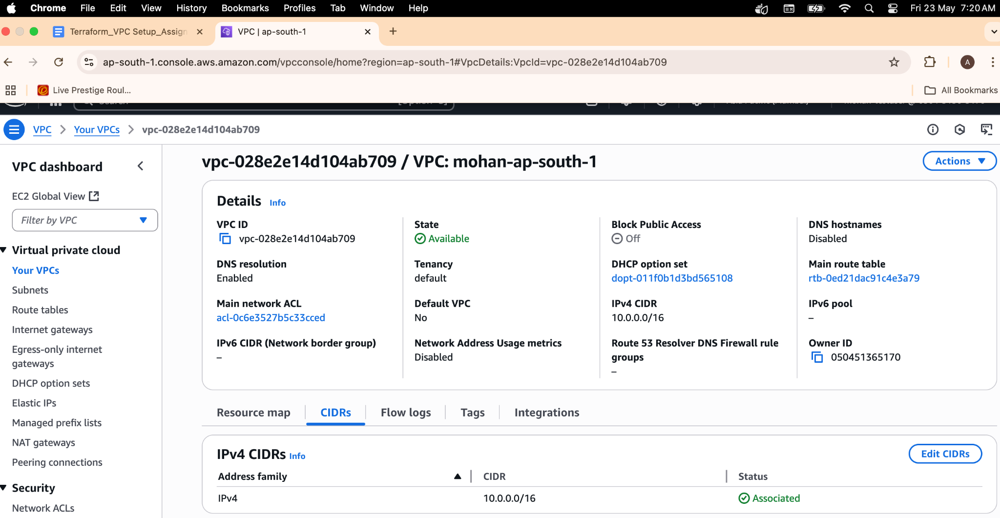 Chrome File Edit View History Bookmarks Profiles Tab Window Help Fri 23 May 7:20 AM
Terraform_VPC Setup_Assign VPC | ap-south-1
ap-south-1.console.aws.amazon.com/vpcconsole/home?region=ap-south-1#VpcDetails:VpcId=vpc-028e2e14d104ab709 A
Live Prestige Roul... All Bookmarks
VPC Your VPCs vpc-028e2e14d104ab709
VPC dashboard
EC2 Global View
Filter by VPC
Virtual private cloud
Your VPCs
Subnets
Route tables
Internet gateways
Egress-only internet
gateways
DHCP option sets
Elastic IPs
Managed prefix lists
NAT gateways
Peering connections
Security
Network ACLs
vpc-028e2e14d104ab709 / VPC: mohan-ap-south-1
Actions
Details Info
VPC ID
vpc-028e2e14d104ab709
State
Available
Block Public Access
Off
DNS hostnames
Disabled
DNS resolution
Enabled
Tenancy
default
DHCP option set
dopt-011f0b1d3bd565108
Main route table
rtb-0ed21dac91c4e3a79
Main network ACL
acl-0c6e3527b5c33cced
Default VPC
No
IPv4 CIDR
10.0.0.0/16
IPv6 pool
–
IPv6 CIDR (Network border group)
–
Network Address Usage metrics
Disabled
Route 53 Resolver DNS Firewall rule
groups
–
Owner ID
050451365170
Resource map CIDRs Flow logs Tags Integrations
IPv4 CIDRs Info
Edit CIDRs
Address family CIDR Status
IPv4 10.0.0.0/16 Associated